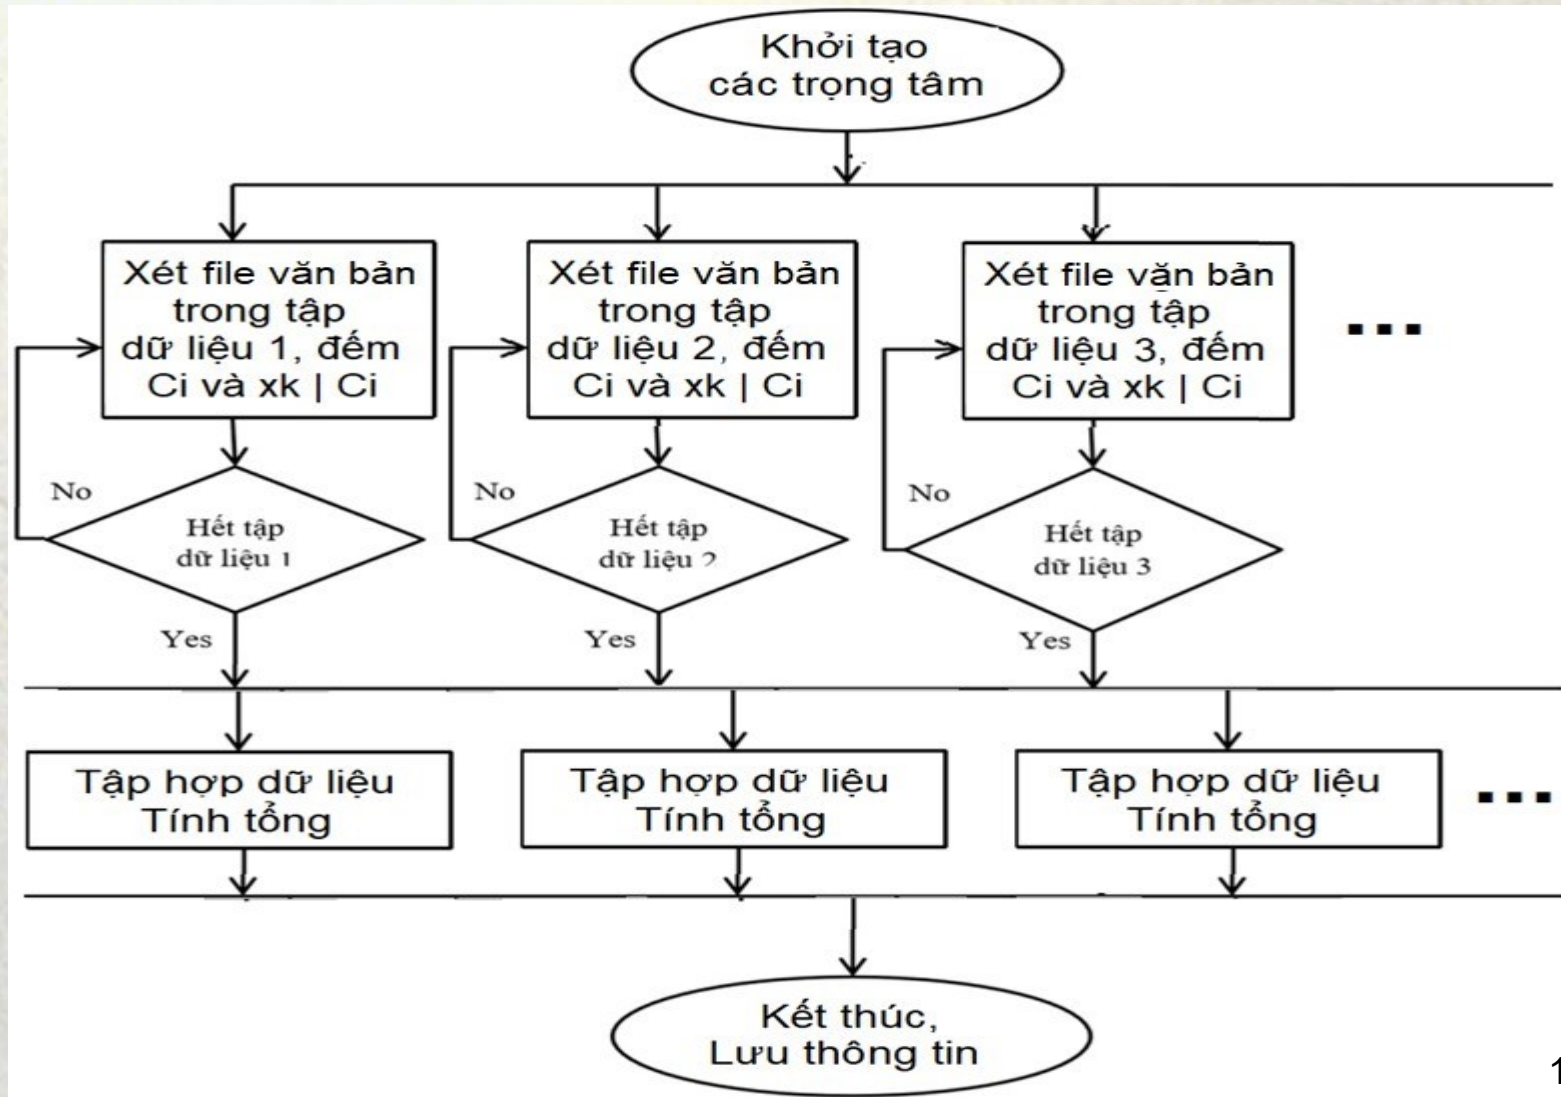 Khởi tạo
các trọng tâm
Xét file văn bản
trong tập
dữ liệu 1, đếm
Ci và xk | Ci
Xét file văn bản
trong tập
dữ liệu 2, đếm
Ci và xk | Ci
Xét file văn bản
trong tập
dữ liệu 3, đếm
Ci và xk | Ci
...
No
Hết tập
dữ liệu 1
Yes
No
Hết tập
dữ liệu 2
Yes
No
Hết tập
dữ liệu 3
Yes
Tập hợp dữ liệu
Tính tổng
Tập hợp dữ liệu
Tính tổng
Tập hợp dữ liệu
Tính tổng
...
Kết thúc,
Lưu thông tin
1